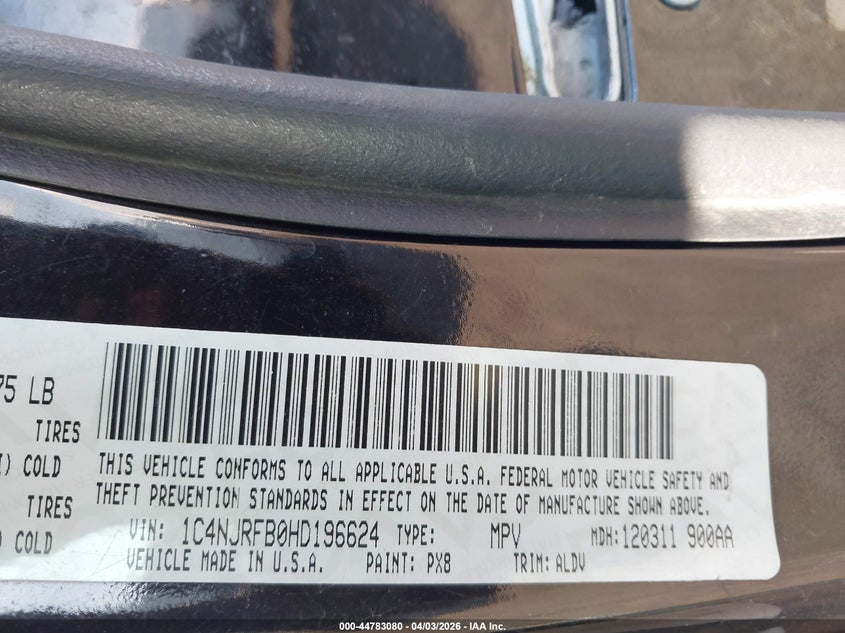 75 LB
TIRES
COLD
THIS VEHICLE CONFORMS TO ALL APPLICABLE U.S.A. FEDERAL MOTOR VEHICLE SAFETY AND
TIRES
THEFT PREVENTION STANDARDS IN EFFECT ON THE DATE OF MANUFACTURE SHOWN ABOVE.
COLD
VIN: 1C4NJRFB0HD196624 TYPE: MPV MDH:120311 900AA
VEHICLE MADE IN U.S.A. PAINT: PX8 TRIM: ALDV
000-44783080 - 04/03/2026 - IAA Inc.